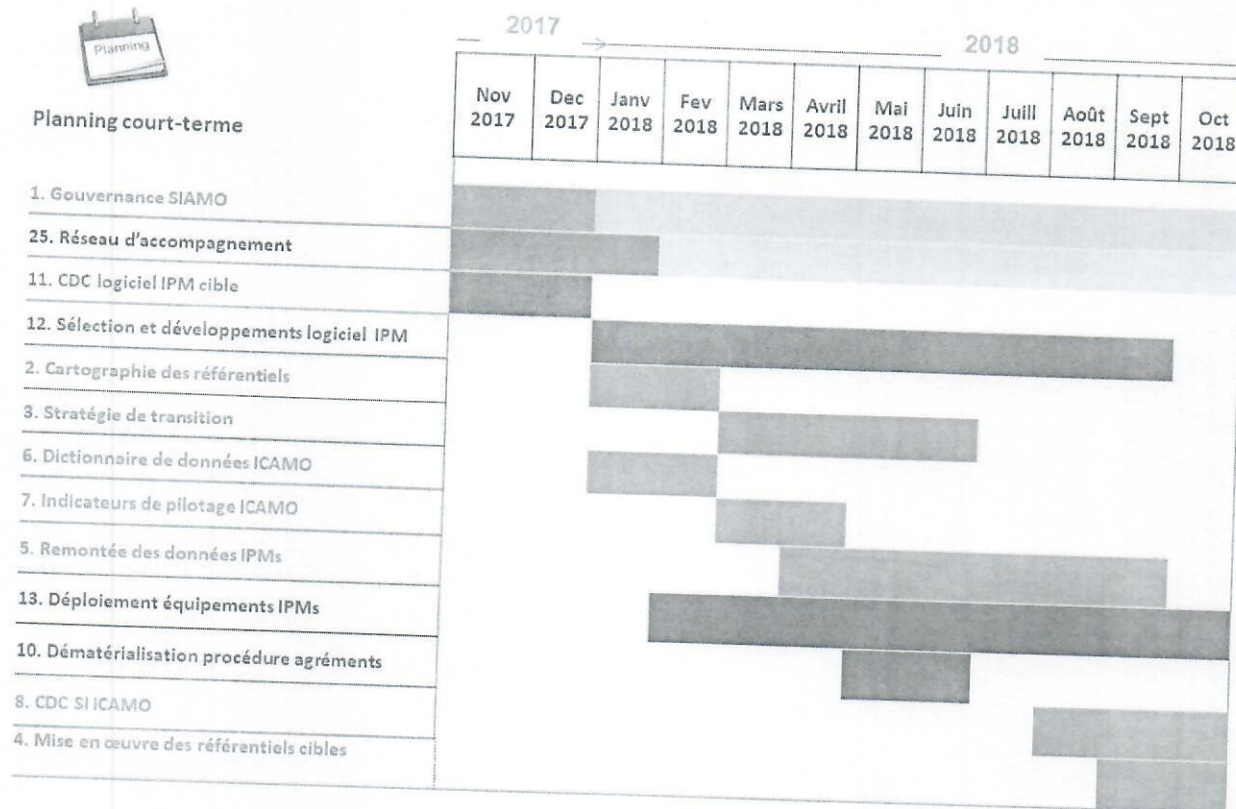 Planning
2017
2018
Planning court-terme
Nov 2017
Dec 2017
Janv 2018
Fev 2018
Mars 2018
Avril 2018
Mai 2018
Juin 2018
Juill 2018
Août 2018
Sept 2018
Oct 2018
1. Gouvernance SIAMO
25. Réseau d'accompagnement
11. CDC logiciel IPM cible
12. Sélection et développements logiciel IPM
2. Cartographie des référentiels
3. Stratégie de transition
6. Dictionnaire de données ICAMO
7. Indicateurs de pilotage ICAMO
5. Remontée des données IPMs
13. Déploiement équipements IPMs
10. Dématérialisation procédure agréments
8. CDC SI ICAMO
4. Mise en œuvre des référentiels cibles